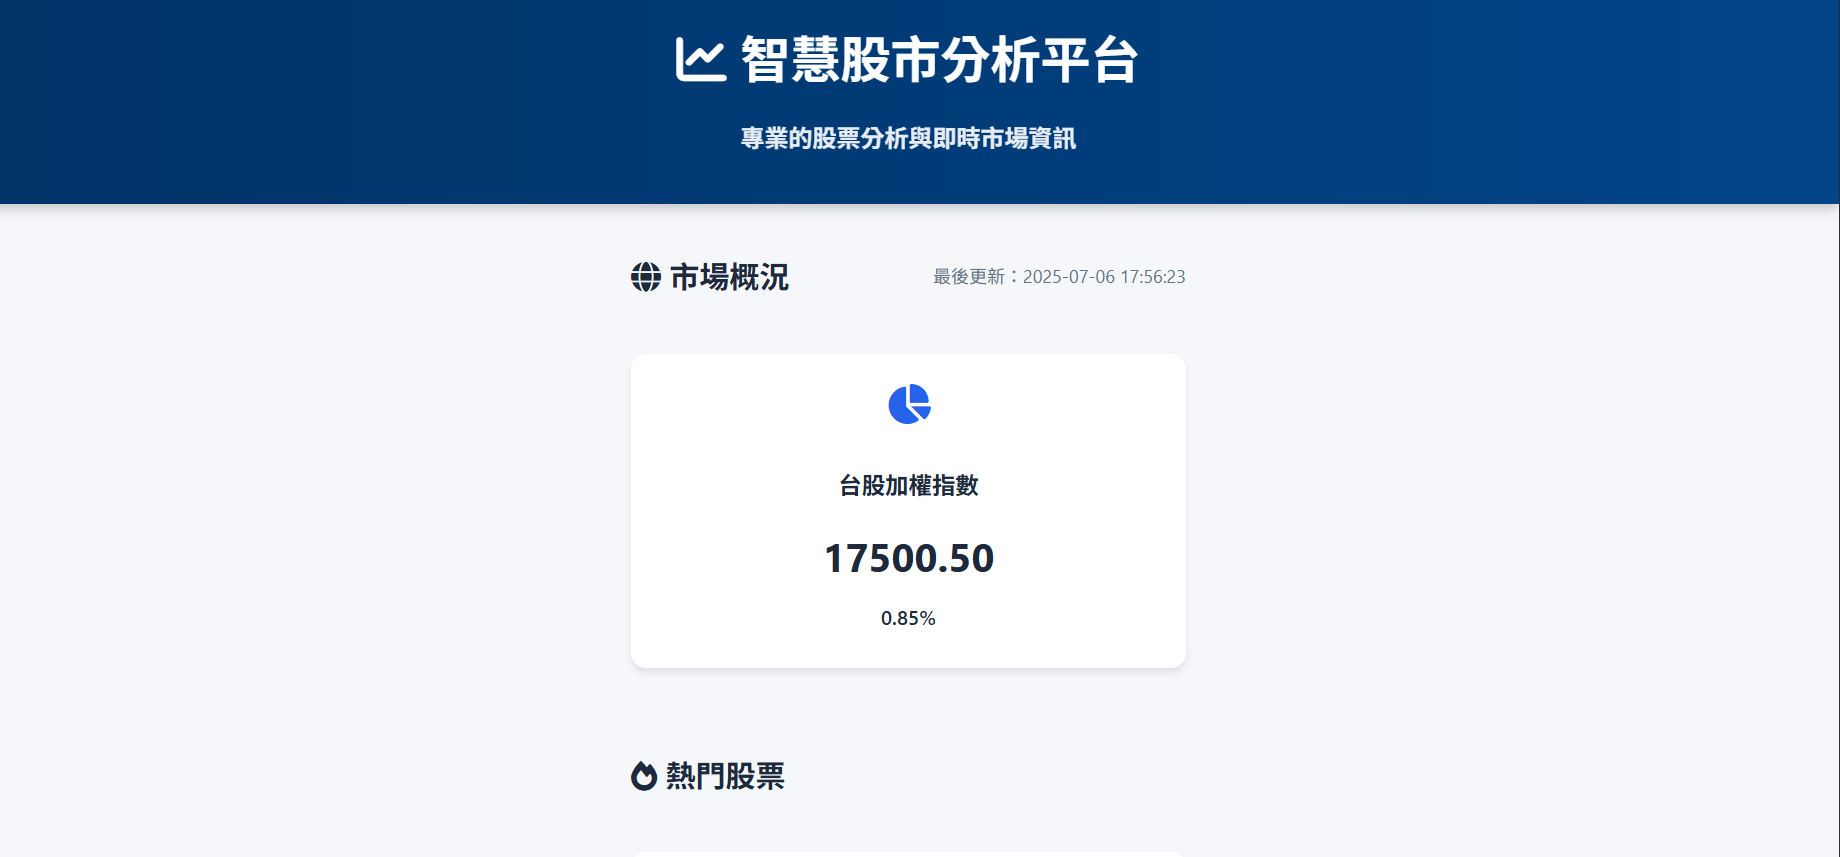 智慧股市分析平台
專業的股票分析與即時市場資訊
市場概況
最後更新：2025-07-06 17:56:23
台股加權指數
17500.50
0.85%
熱門股票